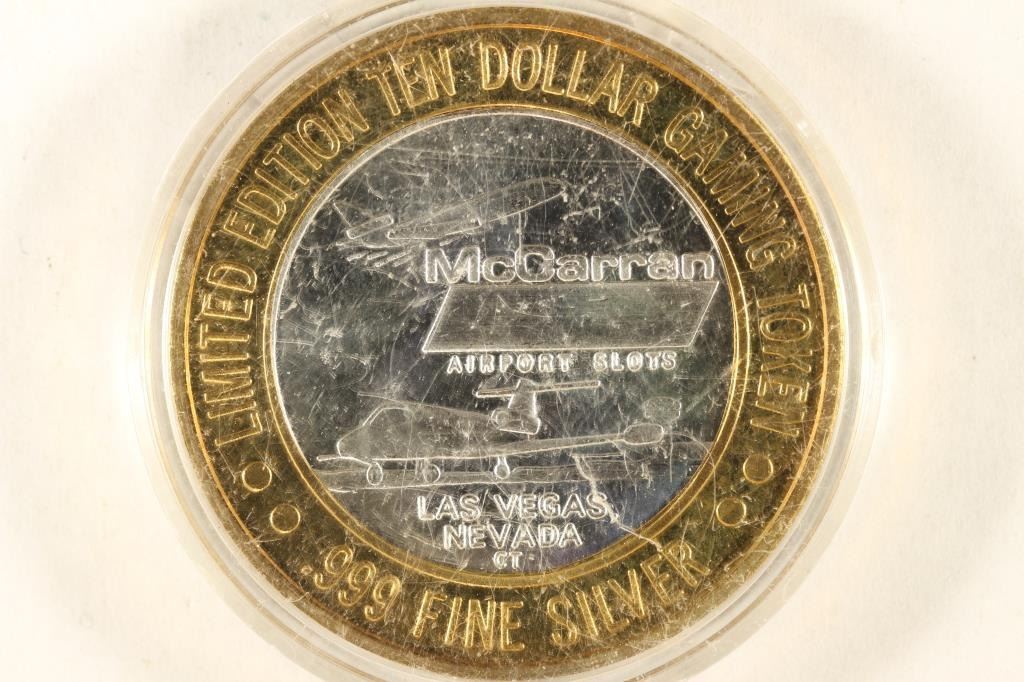 LIMITED EDITION TEN DOLLAR GAMING TOKEN
McCarran
AIRPORT SLOTS
LAS VEGAS,
NEVADA
CT
.999 FINE SILVER